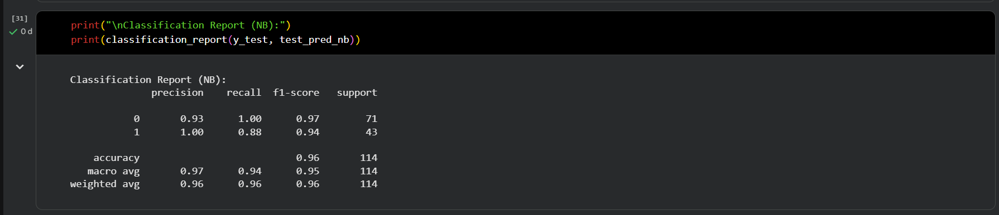 [31]
0 d
print("\nClassification Report (NB):")
print(classification_report(y_test, test_pred_nb))
Classification Report (NB):
precision    recall  f1-score   support
0       0.93      1.00      0.97        71
1       1.00      0.88      0.94        43
accuracy                           0.96       114
macro avg       0.97      0.94      0.95       114
weighted avg       0.96      0.96      0.96       114